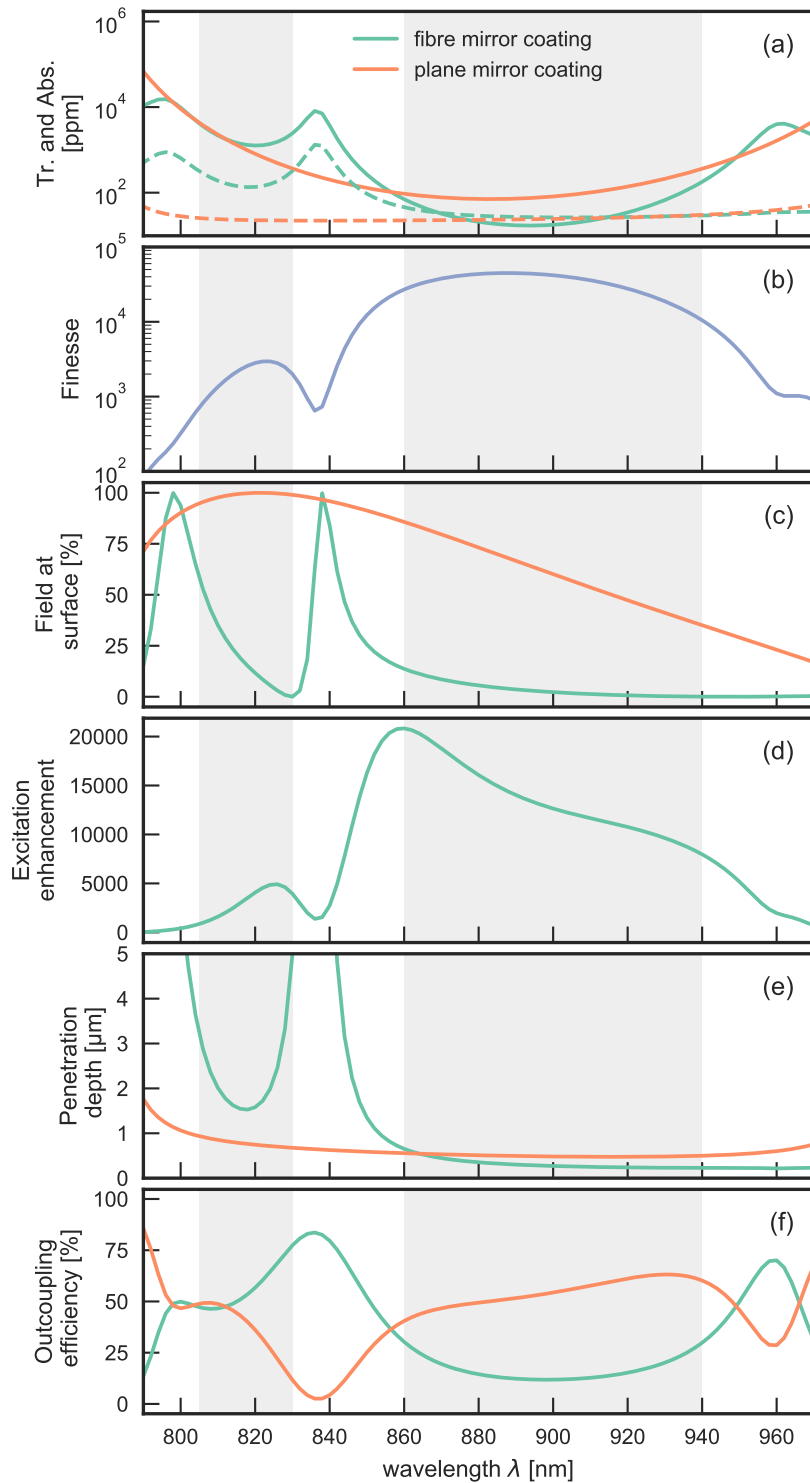 10^6
10^4
10^2
5
Tr. and Abs.
[ppm]
fibre mirror coating
plane mirror coating
(a)
10^5
10^4
10^3
10^2
Finesse
(b)
100
75
50
25
0
Field at
surface [%]
(c)
20000
15000
10000
5000
0
Excitation
enhancement
(d)
5
4
3
2
1
0
Penetration
depth [μm]
(e)
100
75
50
25
0
Outcoupling
efficiency [%]
(f)
800 820 840 860 880 900 920 940 960
wavelength λ [nm]